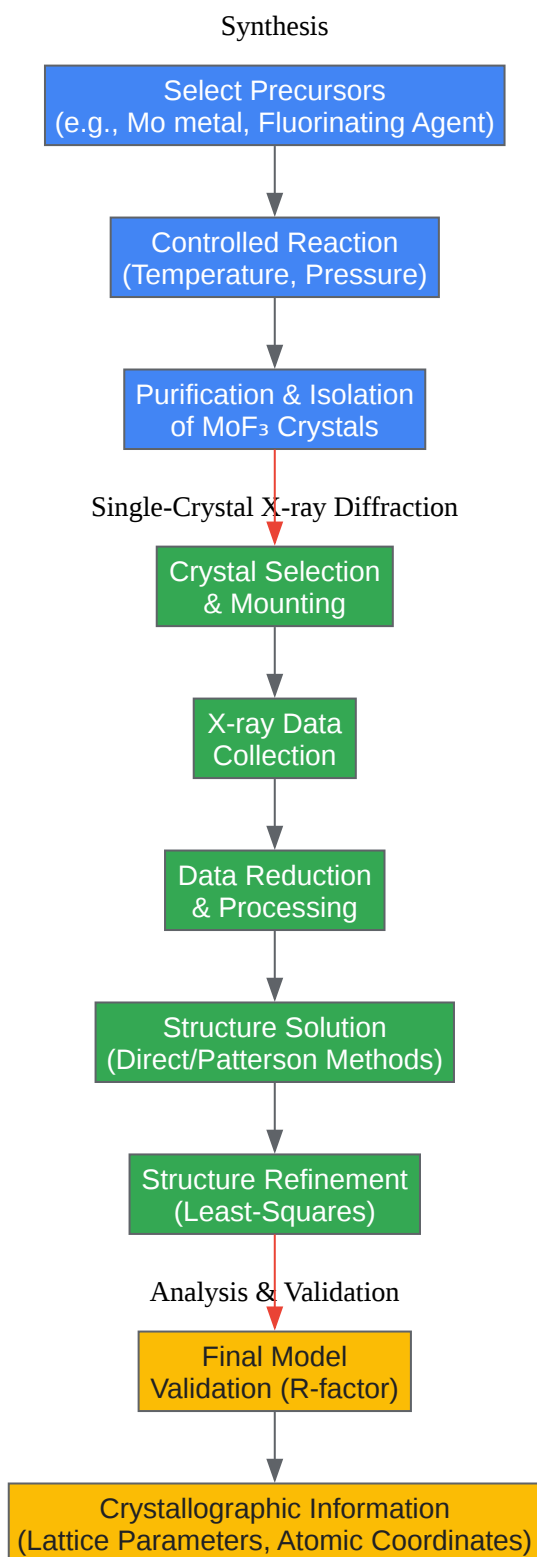 Synthesis
Select Precursors
(e.g., Mo metal, Fluorinating Agent)
Controlled Reaction
(Temperature, Pressure)
Purification & Isolation
of MoF₃ Crystals
Single-Crystal X-ray Diffraction
Crystal Selection
& Mounting
X-ray Data
Collection
Data Reduction
& Processing
Structure Solution
(Direct/Patterson Methods)
Structure Refinement
(Least-Squares)
Analysis & Validation
Final Model
Validation (R-factor)
Crystallographic Information
(Lattice Parameters, Atomic Coordinates)